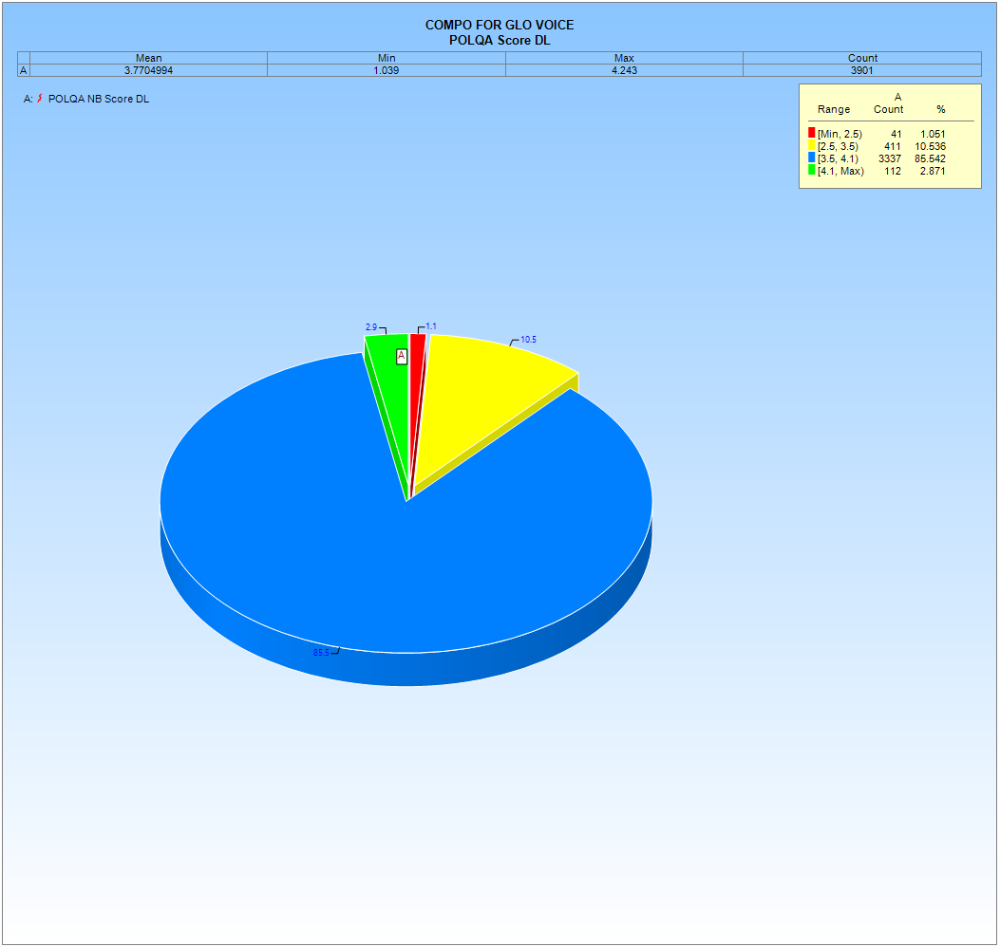 COMPO FOR GLO VOICE
POLQA Score DL
Mean Min Max Count
A 3.7704994 1.039 4.243 3901
A: POLQA NB Score DL
A
Range Count %
[Min, 2.5) 41 1.051
[2.5, 3.5) 411 10.536
[3.5, 4.1) 3337 85.542
[4.1, Max) 112 2.871
2.9 1.1
10.5
A
85.5